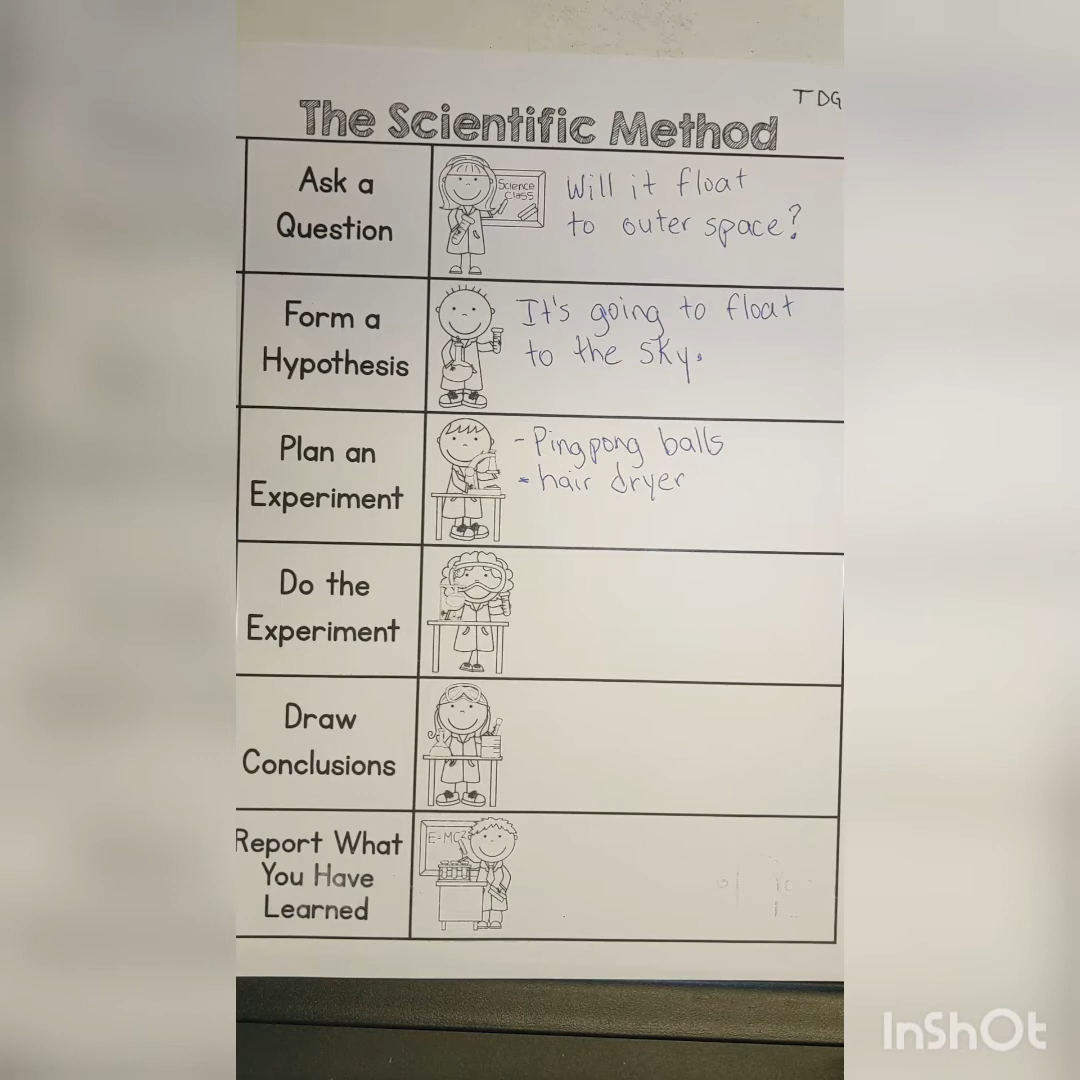 TDG
The Scientific Method
Ask a
Question
Science
Class
Will it float
to outer space?
Form a
Hypothesis
It's going to float
to the sky.
Plan an
Experiment
- Pingpong balls
- hair dryer
Do the
Experiment
Draw
Conclusions
Report What
You Have
Learned
E=MC²
InShOt